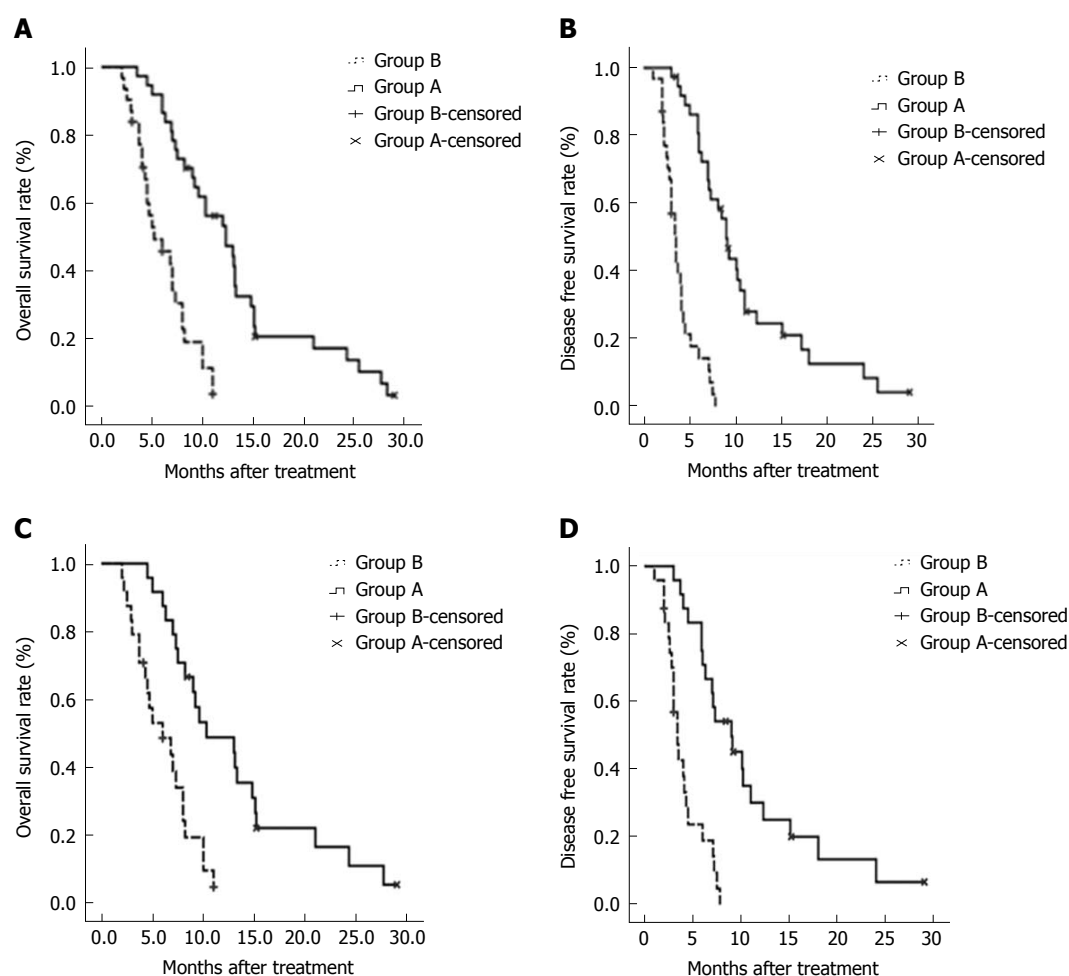 A
Overall survival rate (%)
1.0
0.8
0.6
0.4
0.2
0.0
0.0 5.0 10.0 15.0 20.0 25.0 30.0
Months after treatment
Group B
Group A
Group B-censored
Group A-censored
B
Disease free survival rate (%)
1.0
0.8
0.6
0.4
0.2
0.0
0 5 10 15 20 25 30
Months after treatment
Group B
Group A
Group B-censored
Group A-censored
C
Overall survival rate (%)
1.0
0.8
0.6
0.4
0.2
0.0
0.0 5.0 10.0 15.0 20.0 25.0 30.0
Months after treatment
Group B
Group A
Group B-censored
Group A-censored
D
Disease free survival rate (%)
1.0
0.8
0.6
0.4
0.2
0.0
0 5 10 15 20 25 30
Months after treatment
Group B
Group A
Group B-censored
Group A-censored